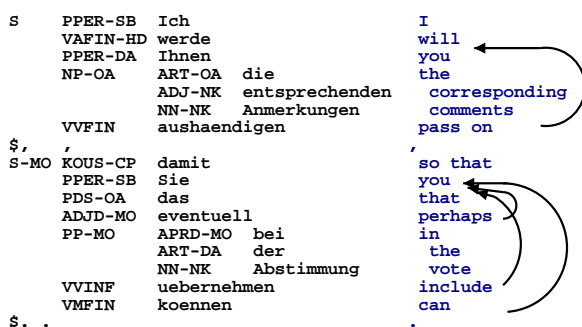 S PPER-SB Ich I
VAFIN-HD werde will
PPER-DA Ihnen you
NP-OA ART-OA die the
ADJ-NK entsprechenden corresponding
NN-NK Anmerkungen comments
VVFIN aushaendigen pass on
$, , ,
S-MO KOUS-CP damit so that
PPER-SB Sie you
PDS-OA das that
ADJD-MO eventuell perhaps
PP-MO APRD-MO bei in
ART-DA der the
NN-NK Abstimmung vote
VVINF uebernehmen include
VMFIN koennen can
$. . .